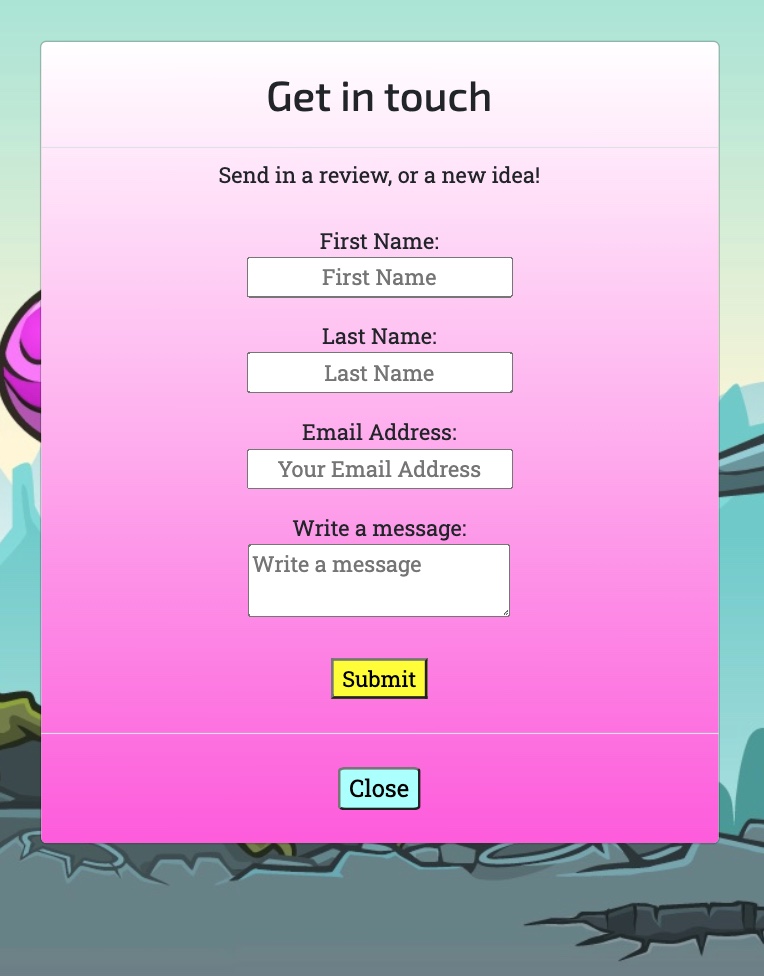 Get in touch
Send in a review, or a new idea!
First Name:
First Name
Last Name:
Last Name
Email Address:
Your Email Address
Write a message:
Write a message
Submit
Close